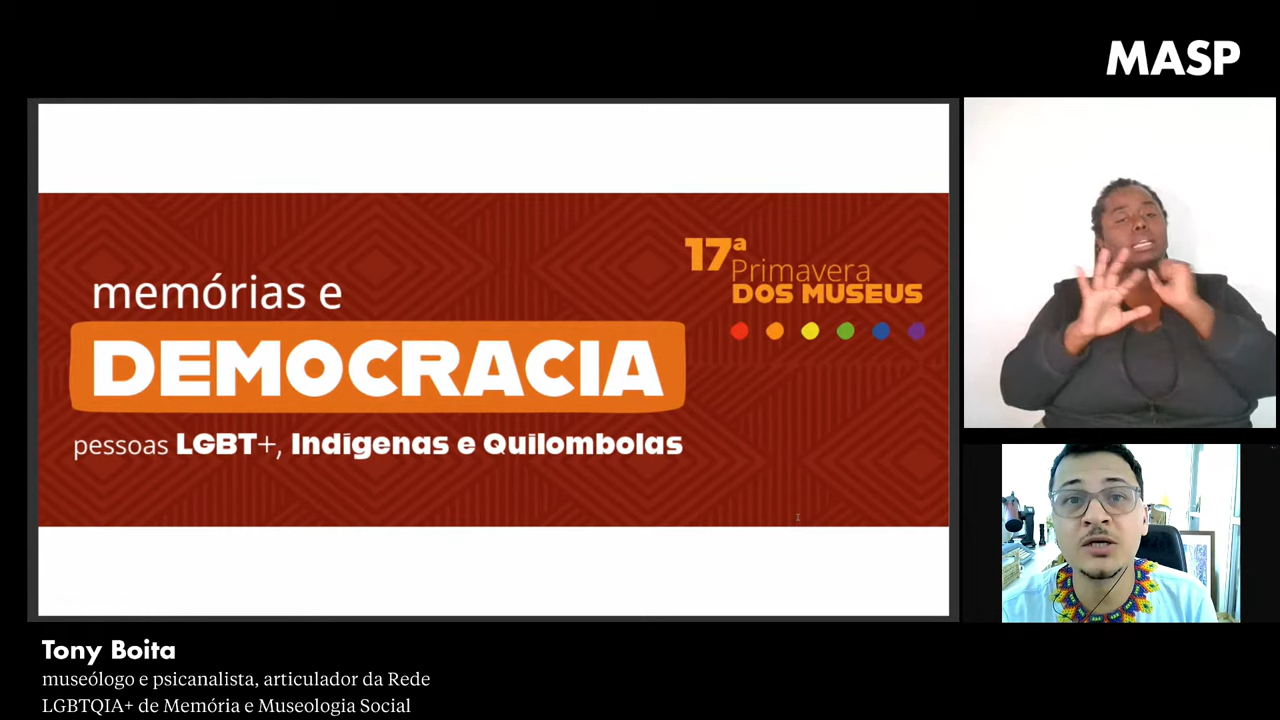 MASP
memórias e
DEMOCRACIA
pessoas LGBT+, Indígenas e Quilombolas
17ª
Primavera
DOS MUSEUS
Tony Boita
museólogo e psicanalista, articulador da Rede
LGBTQIA+ de Memória e Museologia Social